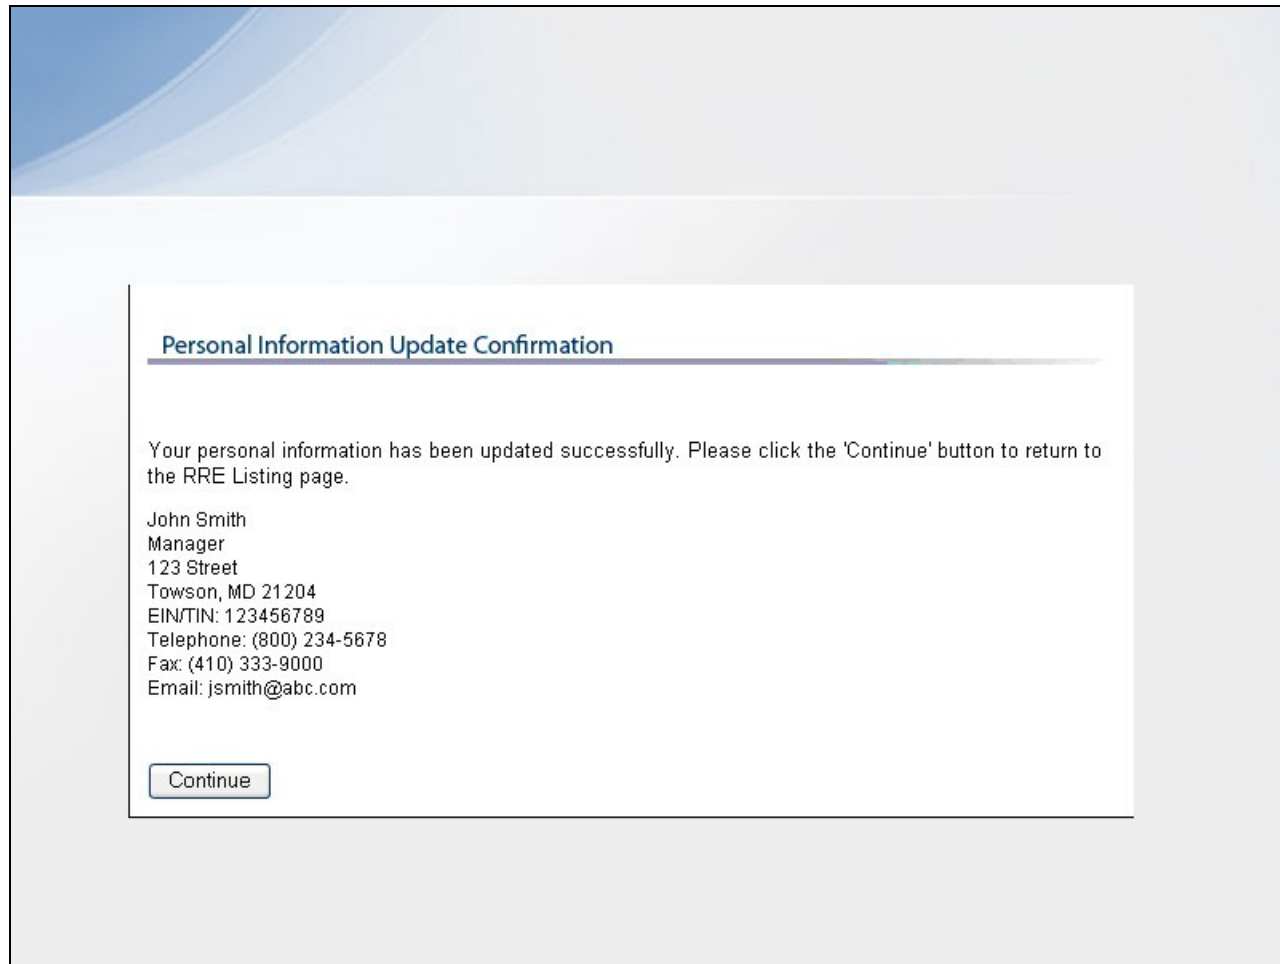 Personal Information Update Confirmation
Your personal information has been updated successfully. Please click the 'Continue' button to return to
the RRE Listing page.
John Smith
Manager
123 Street
Towson, MD 21204
EIN/TIN: 123456789
Telephone: (800) 234-5678
Fax: (410) 333-9000
Email: jsmith@abc.com
Continue